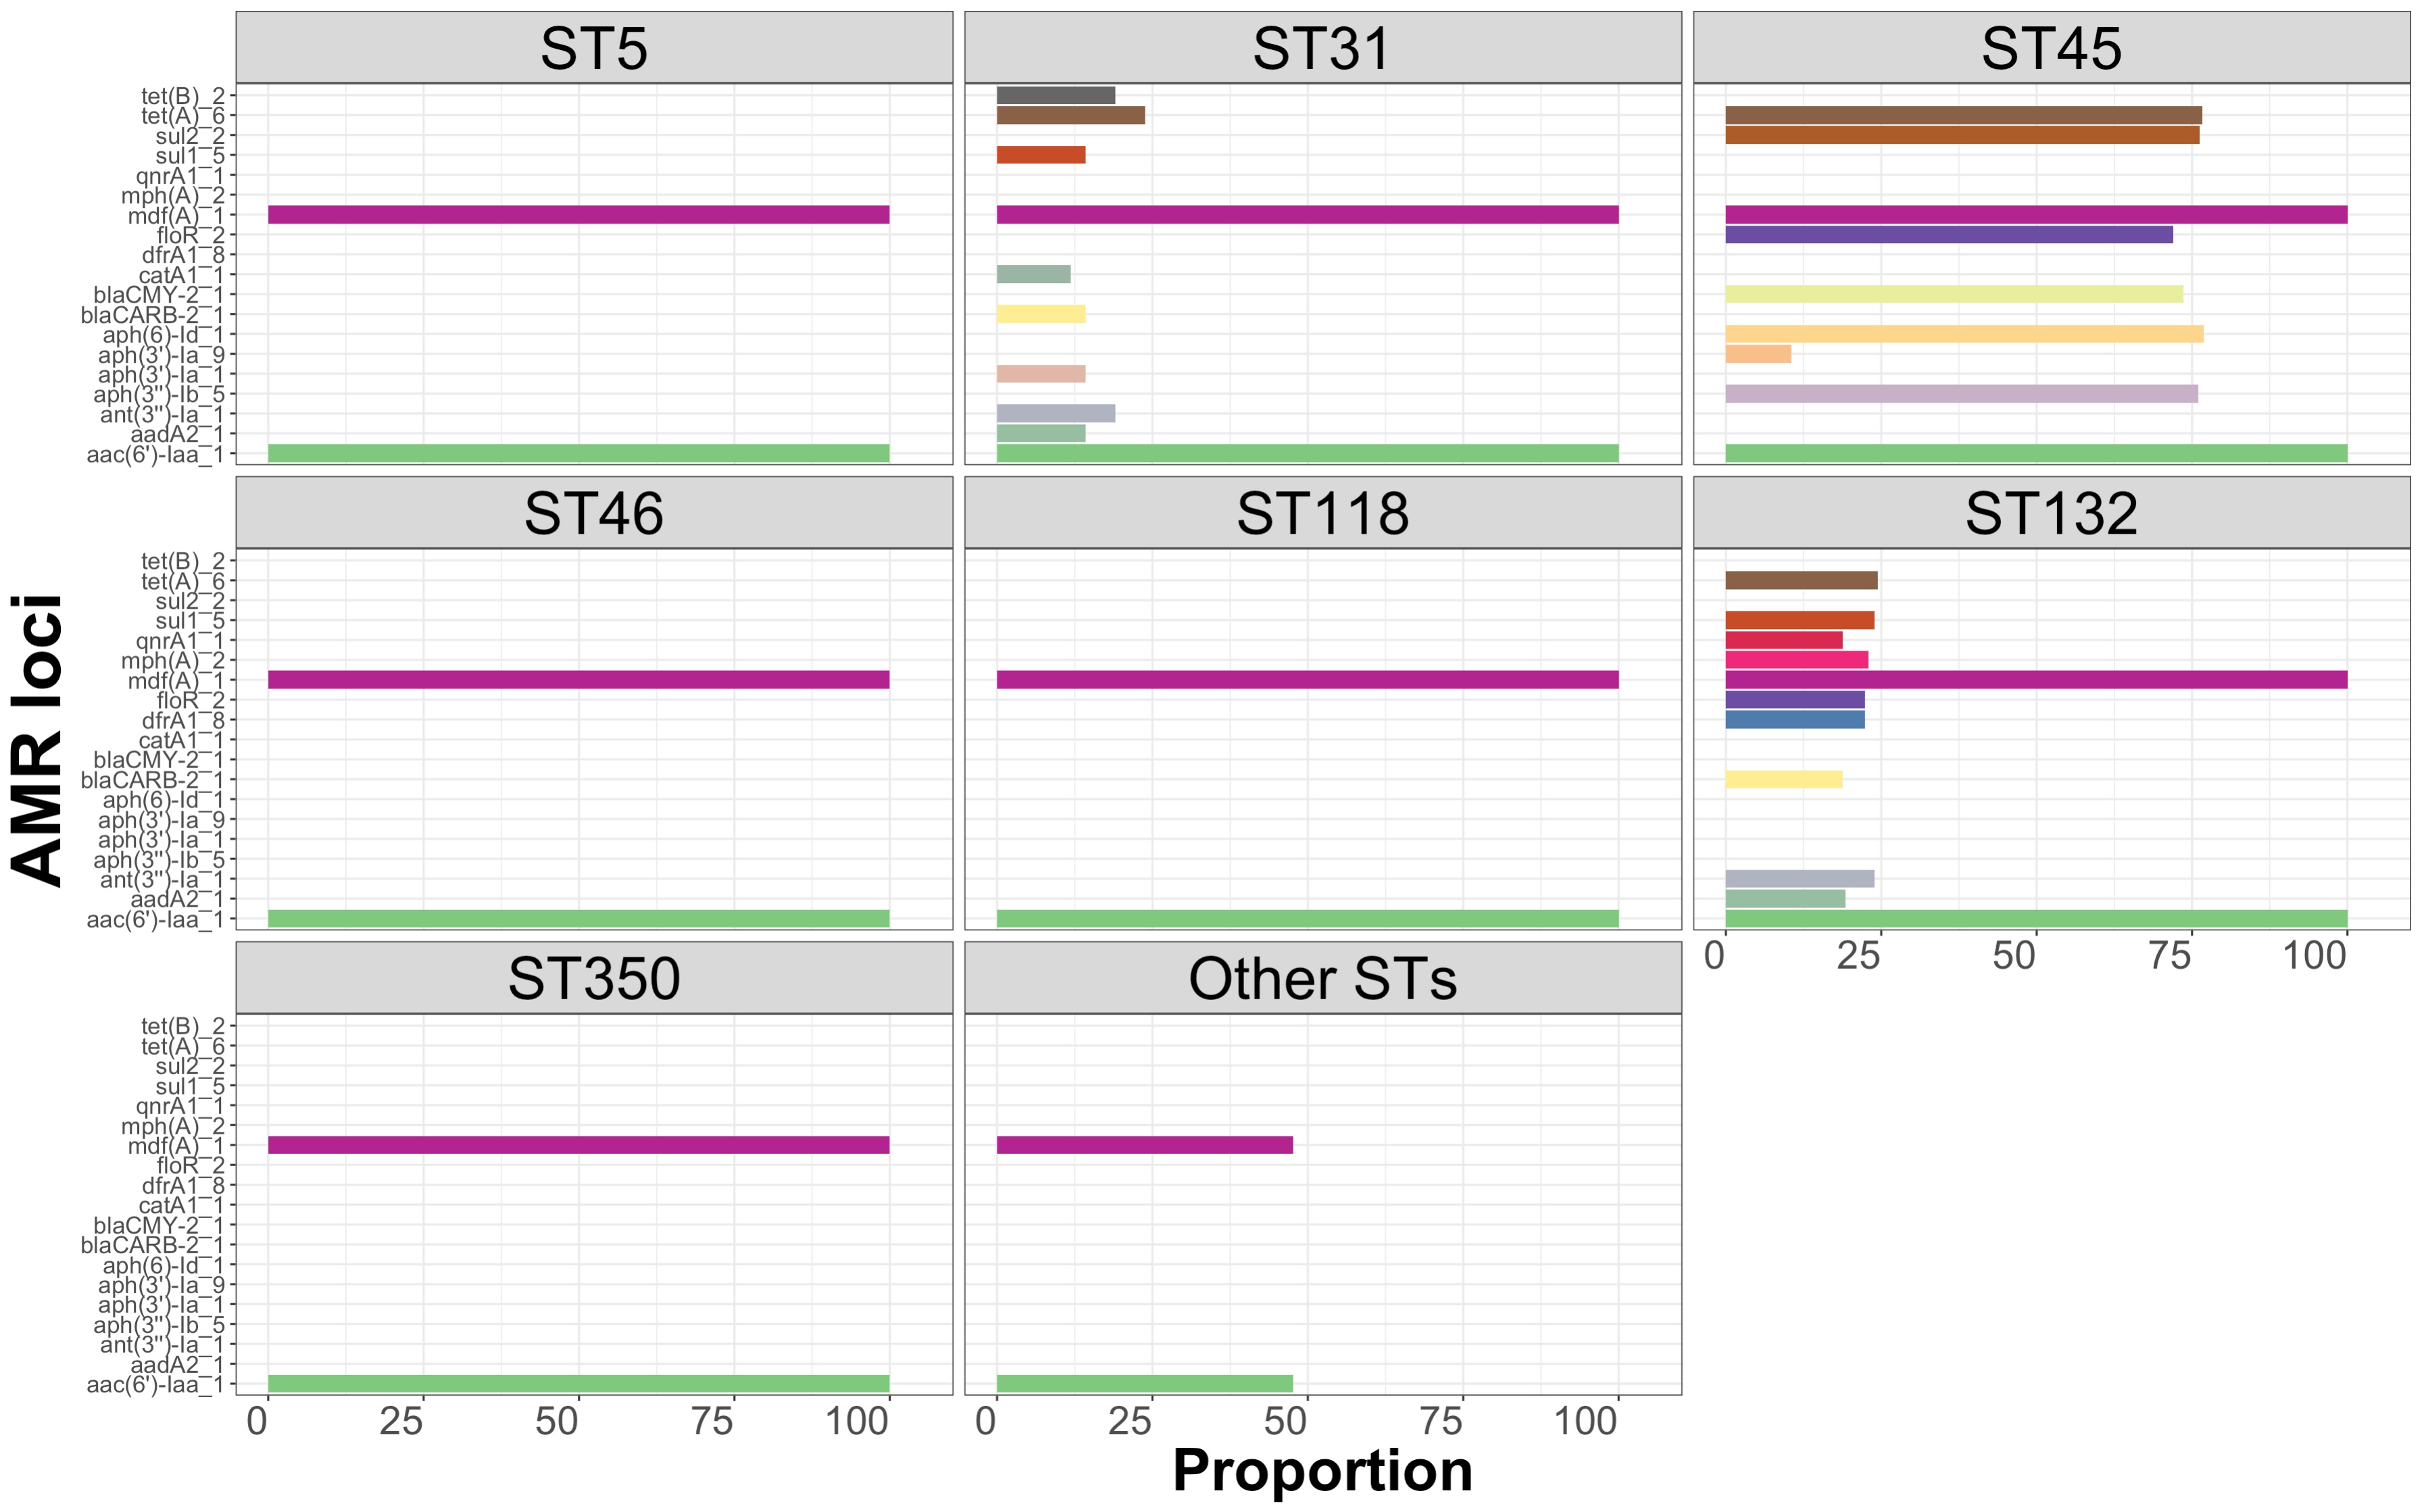 ST5
ST31
ST45
tet(B)_2
tet(A)_6
sul2_2
sul1_5
qnrA1_1
mph(A)_2
mdf(A)_1
floR_2
dfrA1_8
catA1_1
blaCMY-2_1
blaCARB-2_1
aph(6)-Id_1
aph(3')-Ia_9
aph(3')-Ia_1
aph(3'')-Ib_5
ant(3'')-Ia_1
aadA2_1
aac(6')-Iaa_1
ST46
ST118
ST132
AMR loci
tet(B)_2
tet(A)_6
sul2_2
sul1_5
qnrA1_1
mph(A)_2
mdf(A)_1
floR_2
dfrA1_8
catA1_1
blaCMY-2_1
blaCARB-2_1
aph(6)-Id_1
aph(3')-Ia_9
aph(3')-Ia_1
aph(3'')-Ib_5
ant(3'')-Ia_1
aadA2_1
aac(6')-Iaa_1
0 25 50 75 100
ST350
Other STs
tet(B)_2
tet(A)_6
sul2_2
sul1_5
qnrA1_1
mph(A)_2
mdf(A)_1
floR_2
dfrA1_8
catA1_1
blaCMY-2_1
blaCARB-2_1
aph(6)-Id_1
aph(3')-Ia_9
aph(3')-Ia_1
aph(3'')-Ib_5
ant(3'')-Ia_1
aadA2_1
aac(6')-Iaa_1
0 25 50 75 100
0 25 50 75 100
Proportion